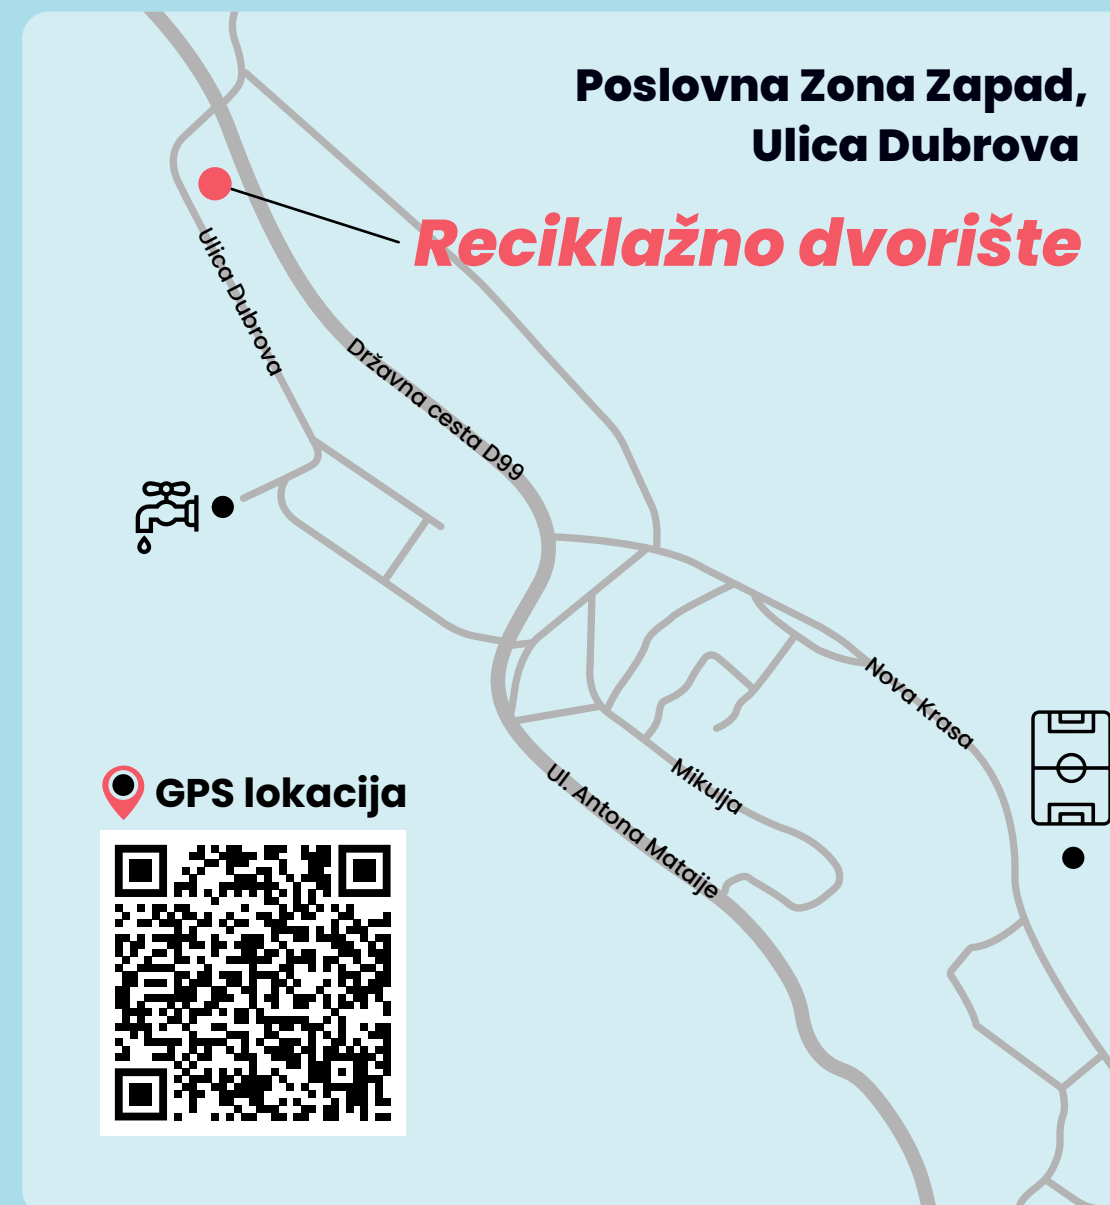 Poslovna Zona Zapad,
Ulica Dubrova
Reciklažno dvorište
Ulica Dubrova
Državna cesta D99
Nova Krasa
Mikulja
Ul. Antona Mataije
GPS lokacija